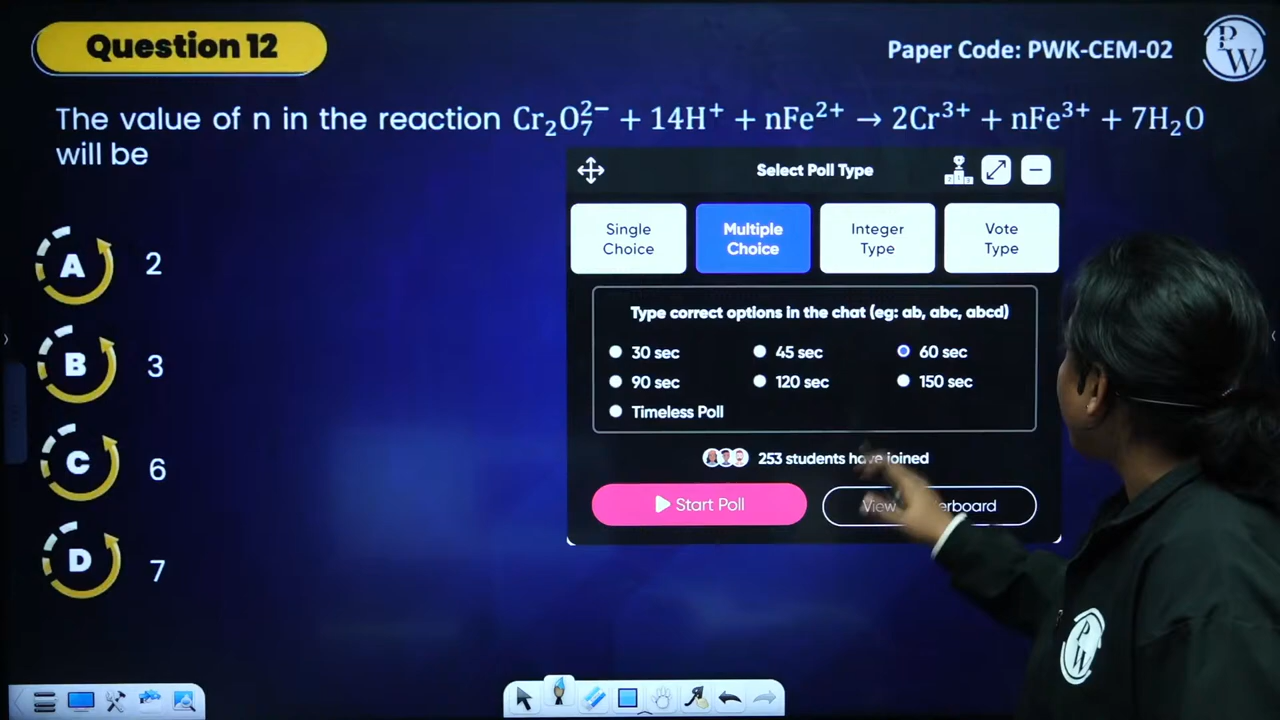 Question 12
Paper Code: PWK-CEM-02
PW
The value of n in the reaction Cr₂O₇²⁻ + 14H⁺ + nFe²⁺ → 2Cr³⁺ + nFe³⁺ + 7H₂O
will be
A 2
B 3
C 6
D 7
Select Poll Type
Single Choice
Multiple Choice
Integer Type
Vote Type
Type correct options in the chat (eg: ab, abc, abcd)
30 sec 45 sec 60 sec
90 sec 120 sec 150 sec
Timeless Poll
253 students have joined
Start Poll
View
PW